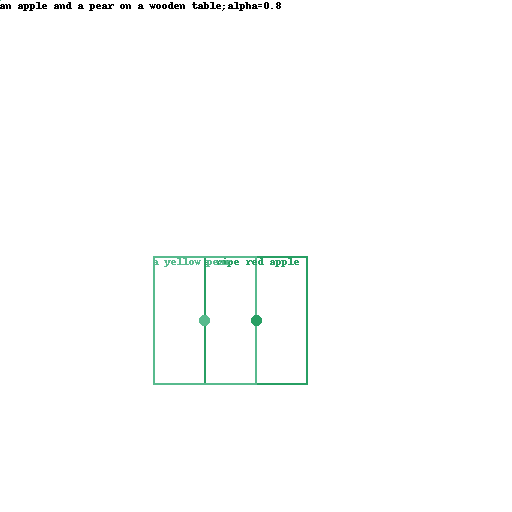 an apple and a pear on a wooden table;alpha=0.8
a yellow pear
ripe red apple